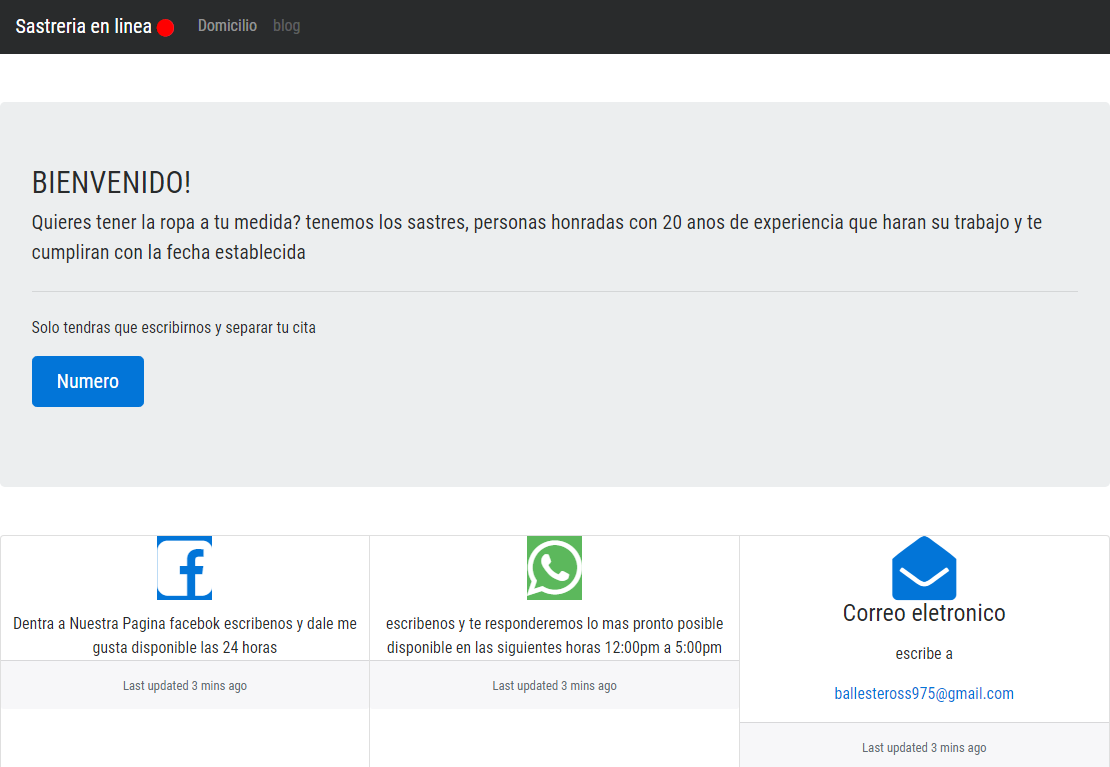 Sastreria en linea
Domicilio
blog
BIENVENIDO!
Quieres tener la ropa a tu medida? tenemos los sastres, personas honradas con 20 anos de experiencia que haran su trabajo y te
cumpliran con la fecha establecida
Solo tendras que escribirnos y separar tu cita
Numero
Dentra a Nuestra Pagina facebok escribenos y dale me
gusta disponible las 24 horas
Last updated 3 mins ago
escribenos y te responderemos lo mas pronto posible
disponible en las siguientes horas 12:00pm a 5:00pm
Last updated 3 mins ago
Correo eletronico
escribe a
ballesteross975@gmail.com
Last updated 3 mins ago